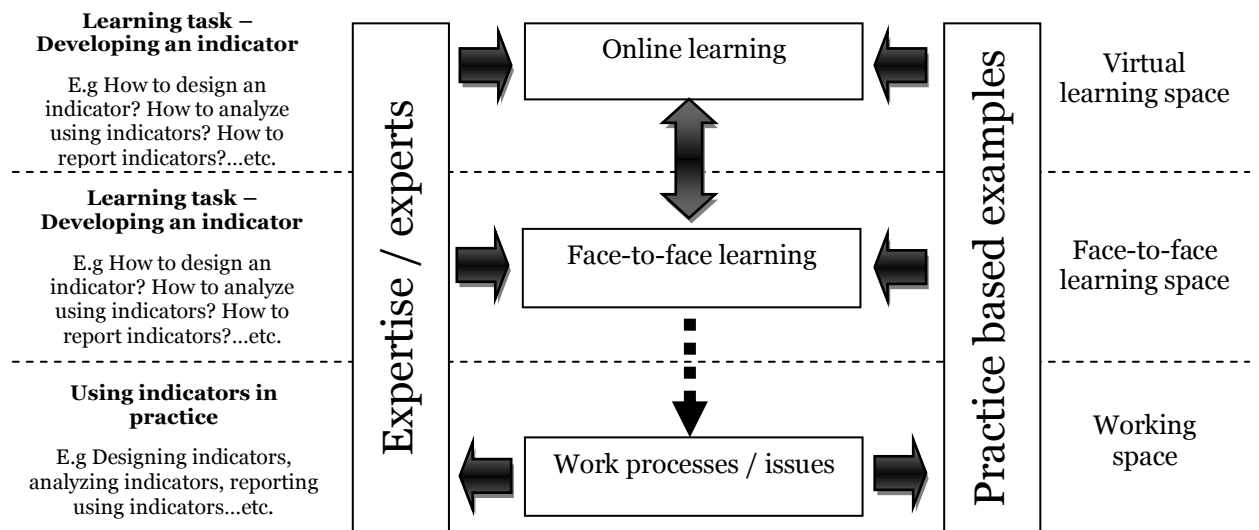 Learning task –
Developing an indicator
E.g How to design an
indicator? How to analyze
using indicators? How to
report indicators?...etc.
Expertise / experts
Online learning
Practice based examples
Virtual
learning space
Learning task –
Developing an indicator
E.g How to design an
indicator? How to analyze
using indicators? How to
report indicators?...etc.
Face-to-face learning
Face-to-face
learning space
Using indicators in
practice
E.g Designing indicators,
analyzing indicators, reporting
using indicators...etc.
Work processes / issues
Working
space